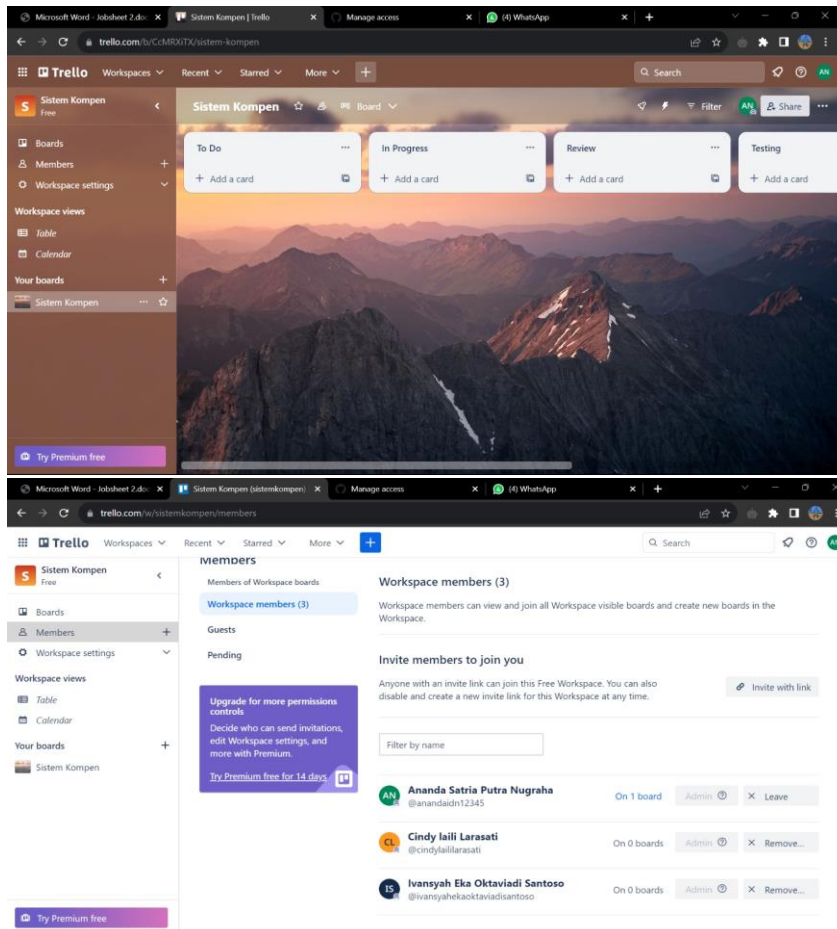 Microsoft Word - Jobsheet 2.do
Sistem Kompen | Trello
Manage access
(4) WhatsApp
trello.com/b/CcMRXiTX/sistem-kompen
Trello Workspaces Recent Starred More
Search
AN
S Sistem Kompen
Free
Sistem Kompen
Board
Filter
AN
Share
Boards
Members
Workspace settings
Workspace views
Table
Calendar
Your boards
Sistem Kompen
Try Premium free
To Do
+ Add a card
In Progress
+ Add a card
Review
+ Add a card
Testing
+ Add a card
Microsoft Word - Jobsheet 2.do
Sistem Kompen (sistemkompen)
Manage access
(4) WhatsApp
trello.com/w/sistemkompen/members
Trello Workspaces Recent Starred More
Search
S Sistem Kompen
Free
Boards
Members
Workspace settings
Workspace views
Table
Calendar
Your boards
Sistem Kompen
Try Premium free
Members
Members of Workspace boards
Workspace members (3)
Guests
Pending
Upgrade for more permissions
controls
Decide who can send invitations,
edit Workspace settings, and
more with Premium.
Try Premium free for 14 days
Workspace members (3)
Workspace members can view and join all Workspace visible boards and create new boards in the
Workspace.
Invite members to join you
Anyone with an invite link can join this Free Workspace. You can also
disable and create a new invite link for this Workspace at any time.
Invite with link
Filter by name
AN Ananda Satria Putra Nugraha
@anandaidn12345
On 1 board Admin Leave
CL Cindy laili Larasati
@cindylaililarasati
On 0 boards Admin Remove...
IS Ivansyah Eka Oktaviadi Santoso
@ivansyahekaoktaviadisantoso
On 0 boards Admin Remove...